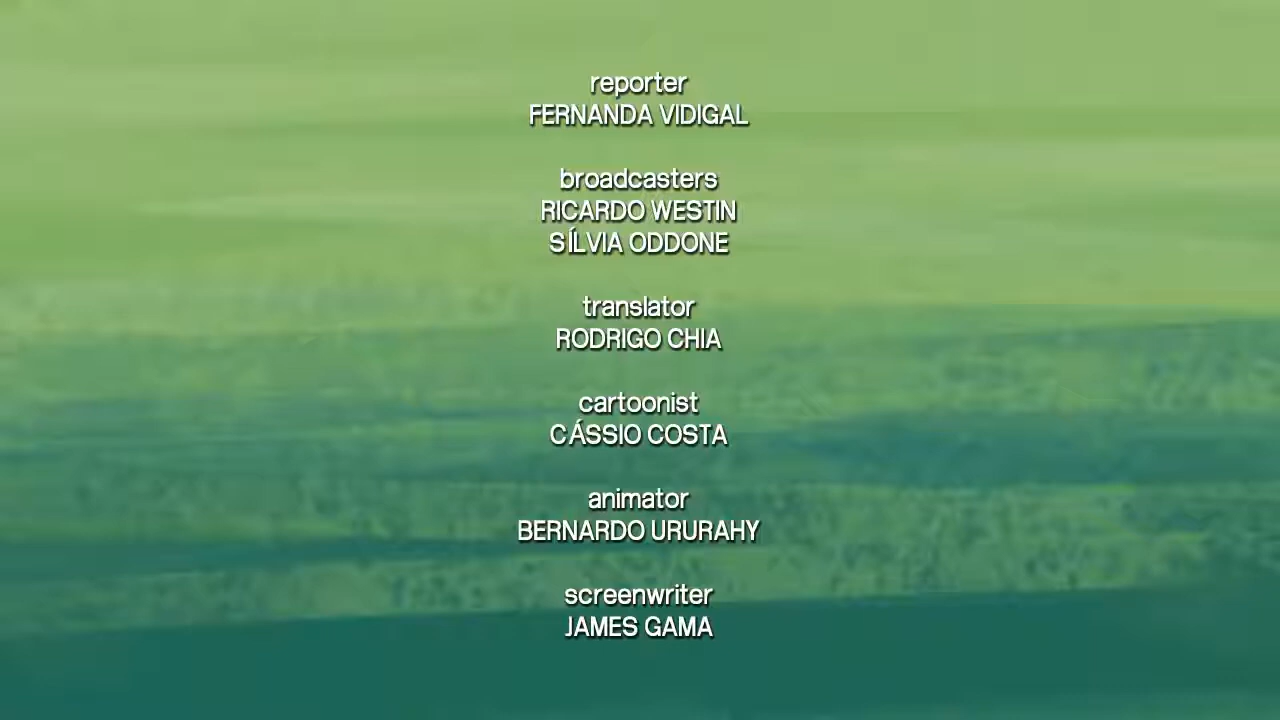 reporter
FERNANDA VIDIGAL
broadcasters
RICARDO WESTIN
SÍLVIA ODDONE
translator
RODRIGO CHIA
cartoonist
CÁSSIO COSTA
animator
BERNARDO URURAHY
screenwriter
JAMES GAMA